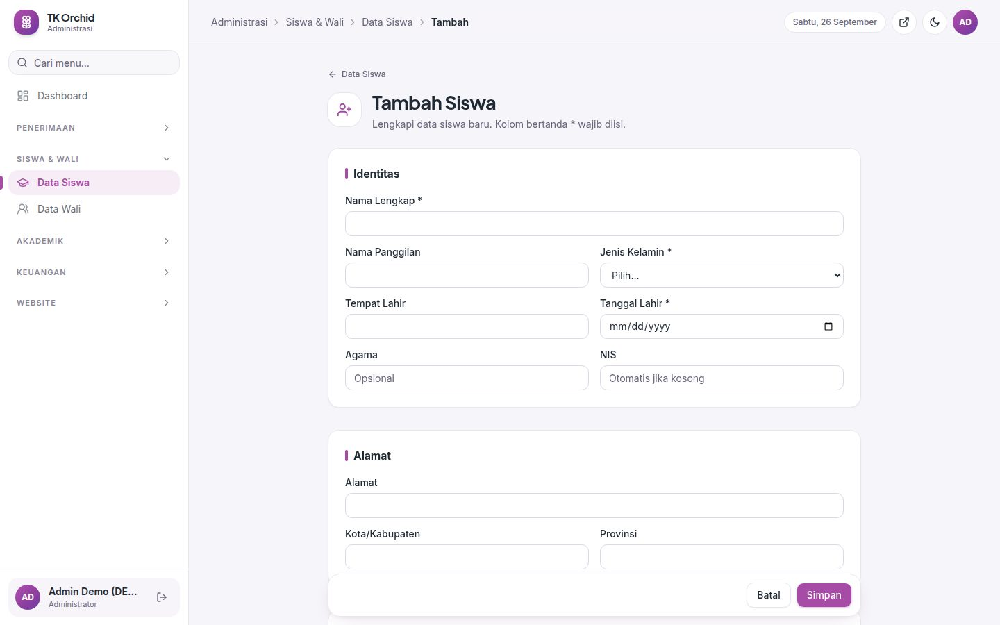 TK Orchid
Administrasi
Cari menu...
Dashboard
PENERIMAAN
SISWA & WALI
Data Siswa
Data Wali
AKADEMIK
KEUANGAN
WEBSITE
AD
Admin Demo (DE...
Administrator
Administrasi
Siswa & Wali
Data Siswa
Tambah
Sabtu, 26 September
AD
Data Siswa
Tambah Siswa
Lengkapi data siswa baru. Kolom bertanda * wajib diisi.
Identitas
Nama Lengkap *
Nama Panggilan
Jenis Kelamin *
Pilih...
Tempat Lahir
Tanggal Lahir *
mm/dd/yyyy
Agama
NIS
Opsional
Otomatis jika kosong
Alamat
Alamat
Kota/Kabupaten
Provinsi
Batal
Simpan